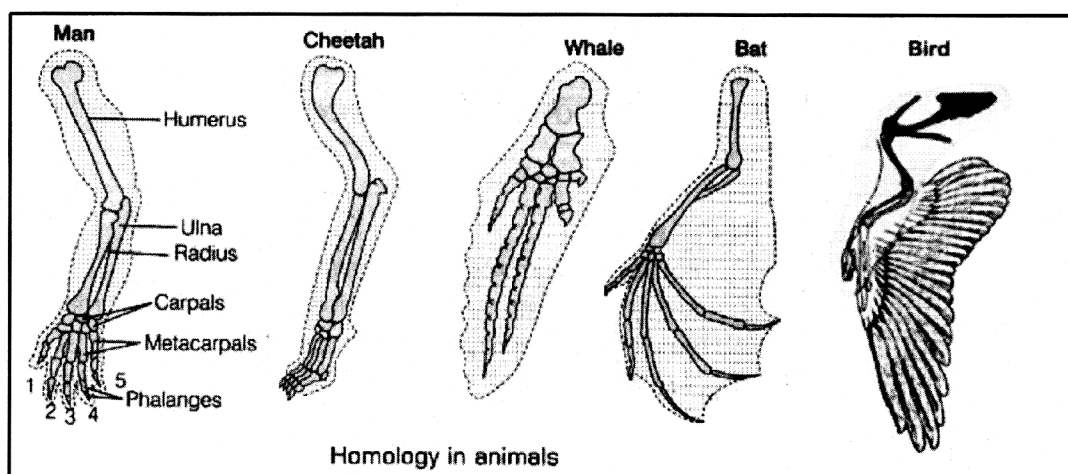 Man
Cheetah
Whale
Bat
Bird
Humerus
Ulna
Radius
Carpals
Metacarpals
Phalanges
1
2
3
4
5
Homology in animals